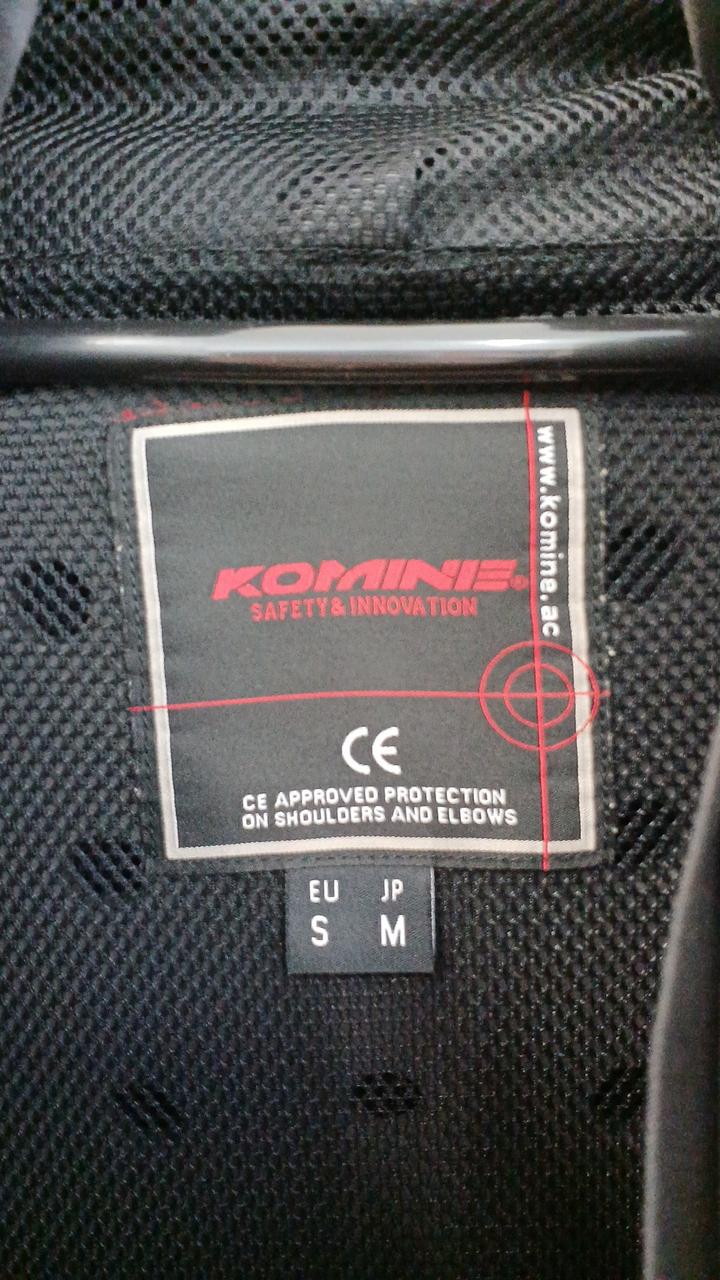 www.komine.ac
KOMINE®
SAFETY & INNOVATION
CE
CE APPROVED PROTECTION
ON SHOULDERS AND ELBOWS
EU JP
S M